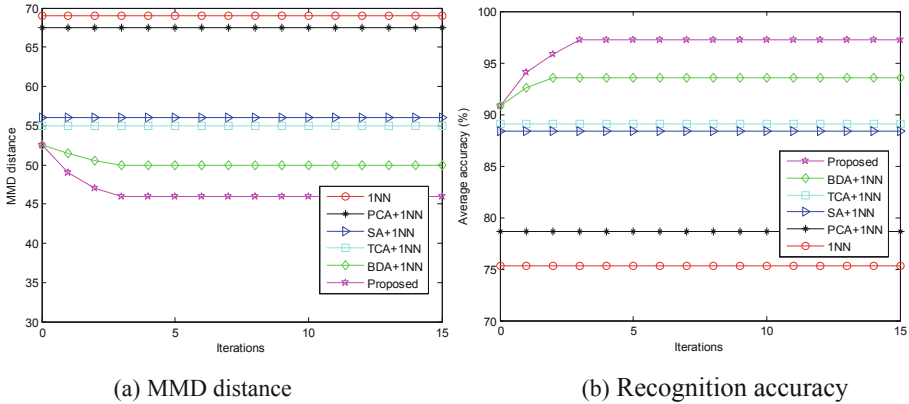 70
65
60
55
50
45
40
35
30
MMD distance
1NN
PCA+1NN
SA+1NN
TCA+1NN
BDA+1NN
Proposed
0 5 10 15
Iterations
(a) MMD distance
100
95
90
85
80
75
70
Average accuracy (%)
Proposed
BDA+1NN
TCA+1NN
SA+1NN
PCA+1NN
1NN
0 5 10 15
Iterations
(b) Recognition accuracy